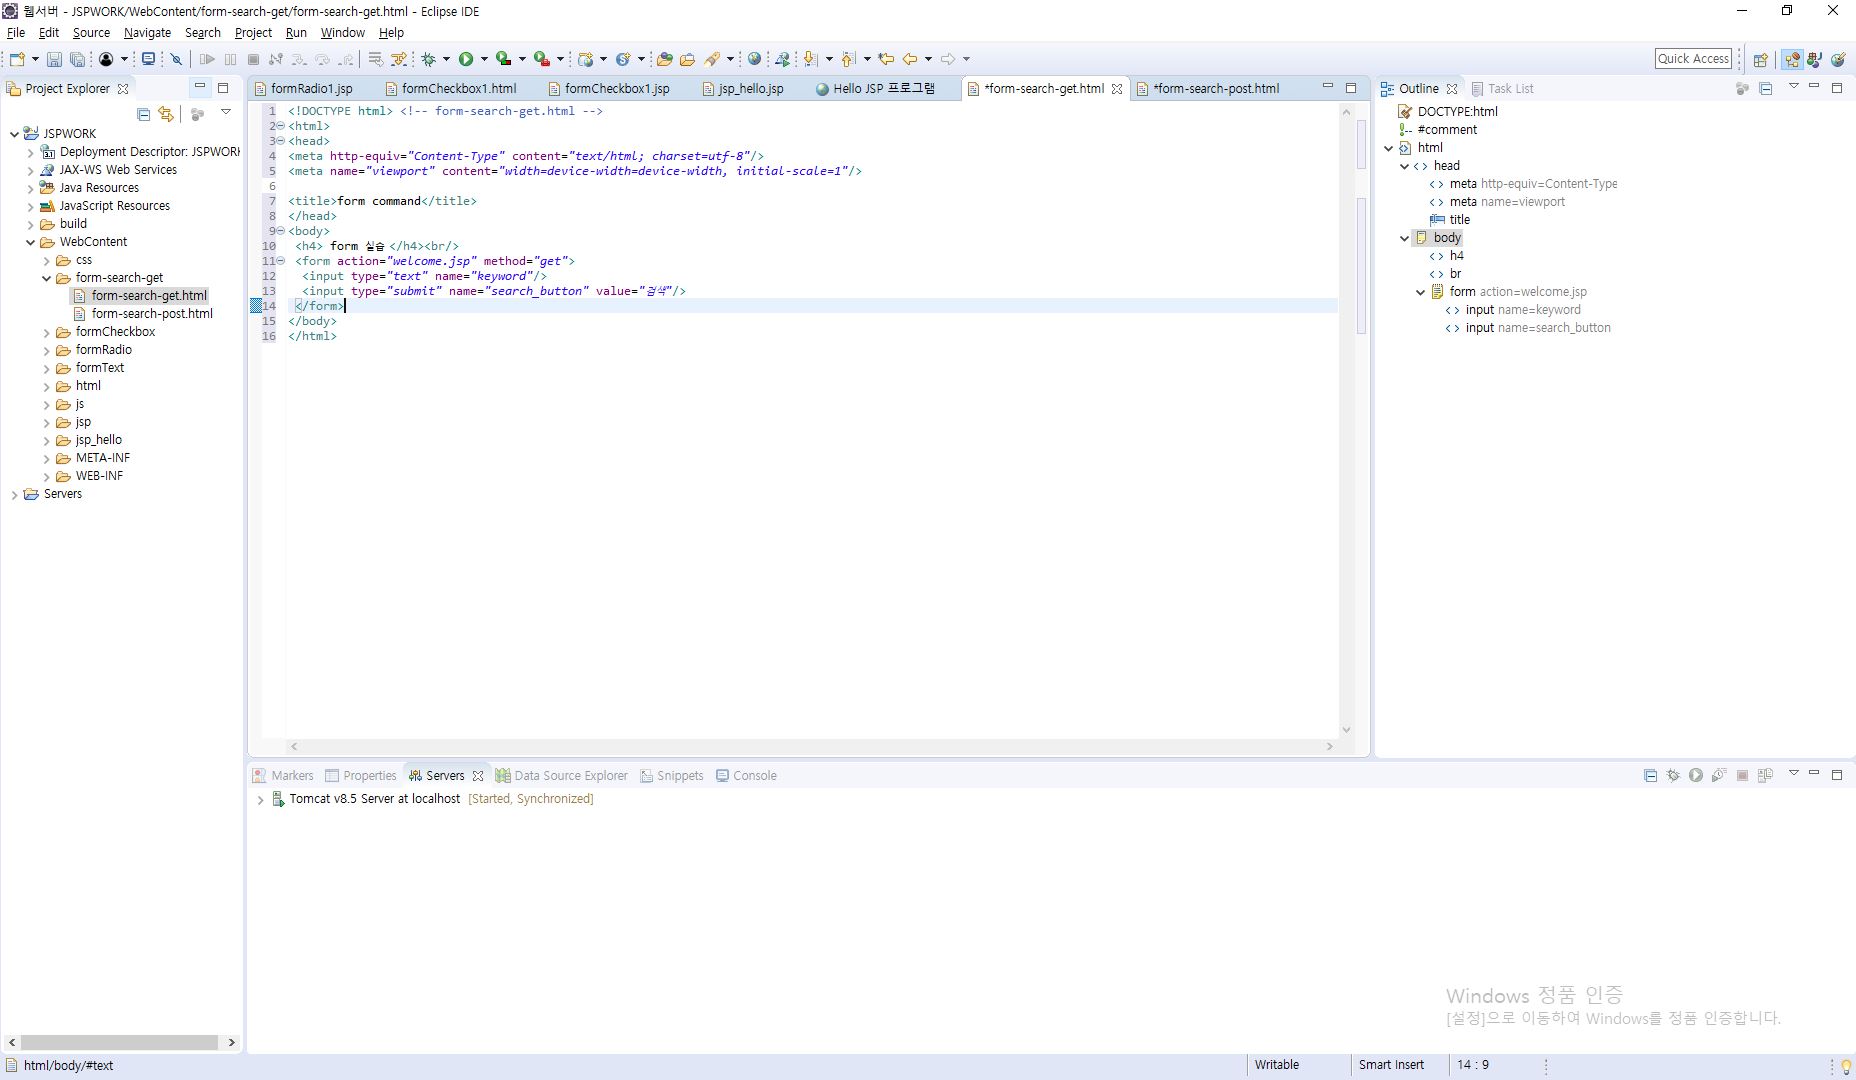 웹서버 - JSPWORK/WebContent/form-search-get/form-search-get.html - Eclipse IDE
File Edit Source Navigate Search Project Run Window Help
Quick Access
Project Explorer
JSPWORK
Deployment Descriptor: JSPWORK
JAX-WS Web Services
Java Resources
JavaScript Resources
build
WebContent
css
form-search-get
form-search-get.html
form-search-post.html
formCheckbox
formRadio
formText
html
js
jsp
jsp_hello
META-INF
WEB-INF
Servers
formRadio1.jsp formCheckbox1.html formCheckbox1.jsp jsp_hello.jsp Hello JSP 프로그램 *form-search-get.html *form-search-post.html
1 <!DOCTYPE html> <!-- form-search-get.html -->
2 <html>
3 <head>
4 <meta http-equiv="Content-Type" content="text/html; charset=utf-8"/>
5 <meta name="viewport" content="width=device-width=device-width, initial-scale=1"/>
6
7 <title>form command</title>
8 </head>
9 <body>
10 <h4> form 실습 </h4><br/>
11 <form action="welcome.jsp" method="get">
12 <input type="text" name="keyword"/>
13 <input type="submit" name="search_button" value="검색"/>
14 </form>
15 </body>
16 </html>
Outline Task List
DOCTYPE:html
#comment
html
head
meta http-equiv=Content-Type
meta name=viewport
title
body
h4
br
form action=welcome.jsp
input name=keyword
input name=search_button
Markers Properties Servers Data Source Explorer Snippets Console
Tomcat v8.5 Server at localhost [Started, Synchronized]
Windows 정품 인증
[설정]으로 이동하여 Windows를 정품 인증합니다.
html/body/#text Writable Smart Insert 14 : 9